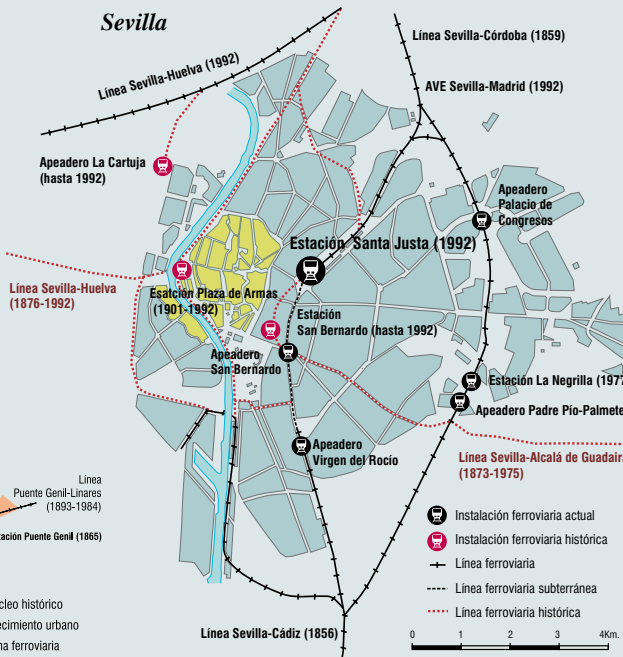 Sevilla
Línea Sevilla-Córdoba (1859)
Línea Sevilla-Huelva (1992)
AVE Sevilla-Madrid (1992)
Apeadero La Cartuja
(hasta 1992)
Apeadero
Palacio de
Congresos
Estación Santa Justa (1992)
Línea Sevilla-Huelva
(1876-1992)
Esatción Plaza de Armas
(1901-1992)
Estación
San Bernardo (hasta 1992)
Apeadero
San Bernardo
Estación La Negrilla (1977
Apeadero Padre Pío-Palmete
Apeadero
Virgen del Rocío
Línea Sevilla-Alcalá de Guadaira
(1873-1975)
Línea
Puente Genil-Linares
(1893-1984)
tación Puente Genil (1865)
Instalación ferroviaria actual
Instalación ferroviaria histórica
Línea ferroviaria
Línea ferroviaria subterránea
Línea ferroviaria histórica
cleo histórico
ecimiento urbano
na ferroviaria
Línea Sevilla-Cádiz (1856)
0 1 2 3 4Km.